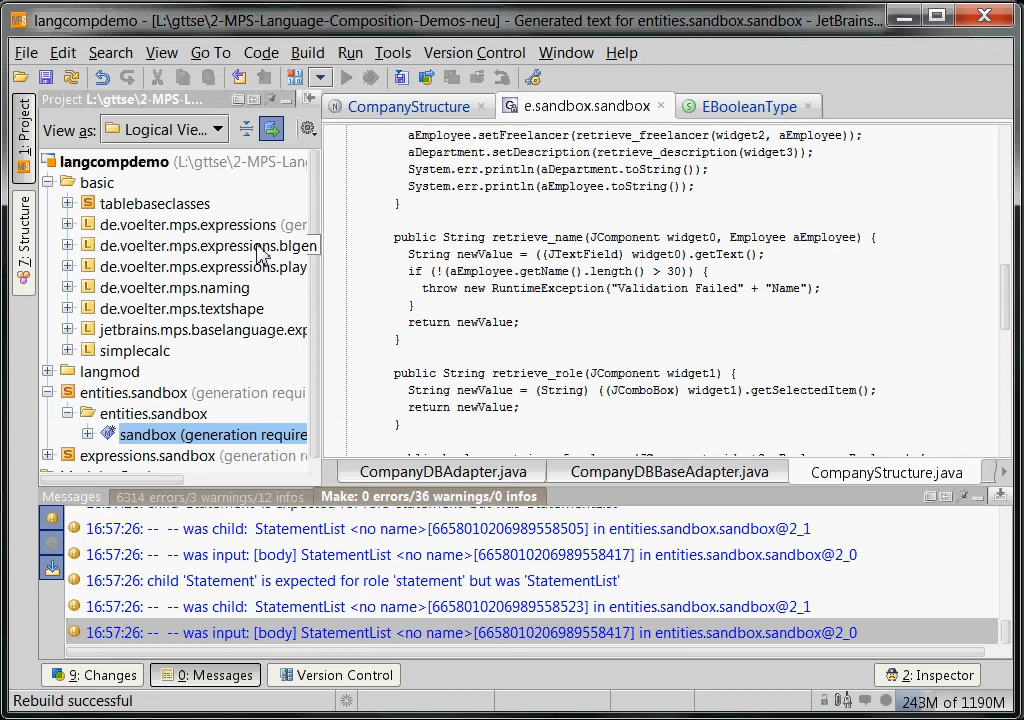 langcompdemo - [L:\gttse\2-MPS-Language-Composition-Demos-neu] - Generated text for entities.sandbox.sandbox - JetBrains...
File Edit Search View Go To Code Build Run Tools Version Control Window Help
Project L:\gttse\2-MPS-L...
CompanyStructure
e.sandbox.sandbox
EBooleanType
1: Project
Z: Structure
View as: Logical Vie...
langcompdemo (L:\gttse\2-MPS-Lan
basic
tablebaseclasses
de.voelter.mps.expressions (ger
de.voelter.mps.expressions.blgen
de.voelter.mps.expressions.play
de.voelter.mps.naming
de.voelter.mps.textshape
jetbrains.mps.baselanguage.exp
simplecalc
langmod
entities.sandbox (generation requi
entities.sandbox
sandbox (generation require
expressions.sandbox (generation r
aEmployee.setFreelancer(retrieve_freelancer(widget2, aEmployee));
aDepartment.setDescription(retrieve_description(widget3));
System.err.println(aDepartment.toString());
System.err.println(aEmployee.toString());
}
public String retrieve_name(JComponent widget0, Employee aEmployee) {
String newValue = ((JTextField) widget0).getText();
if (!(aEmployee.getName().length() > 30)) {
throw new RuntimeException("Validation Failed" + "Name");
}
return newValue;
}
public String retrieve_role(JComponent widget1) {
String newValue = (String) ((JComboBox) widget1).getSelectedItem();
return newValue;
}
CompanyDBAdapter.java
CompanyDBBaseAdapter.java
CompanyStructure.java
Messages 6314 errors/3 warnings/12 infos Make: 0 errors/36 warnings/0 infos
16:57:26: -- -- was child: StatementList <no name>[6658010206989558505] in entities.sandbox.sandbox@2_1
16:57:26: -- -- was input: [body] StatementList <no name>[6658010206989558417] in entities.sandbox.sandbox@2_0
16:57:26: child 'Statement' is expected for role 'statement' but was 'StatementList'
16:57:26: -- -- was child: StatementList <no name>[6658010206989558523] in entities.sandbox.sandbox@2_1
16:57:26: -- -- was input: [body] StatementList <no name>[6658010206989558417] in entities.sandbox.sandbox@2_0
9: Changes
0: Messages
Version Control
2: Inspector
Rebuild successful
243M of 1190M